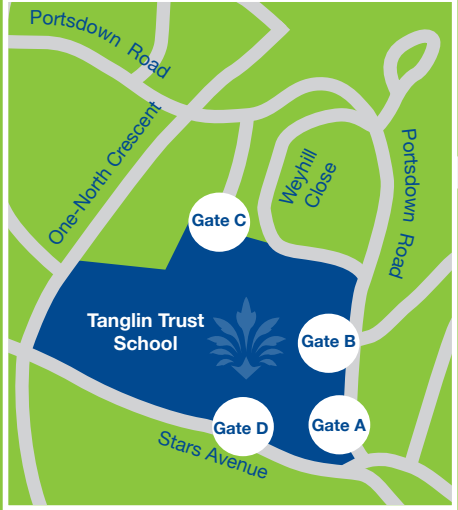 Portsdown Road
One-North Crescent
Weyhill
Close
Portsdown Road
Gate C
Tanglin Trust
School
Gate B
Gate A
Gate D
Stars Avenue